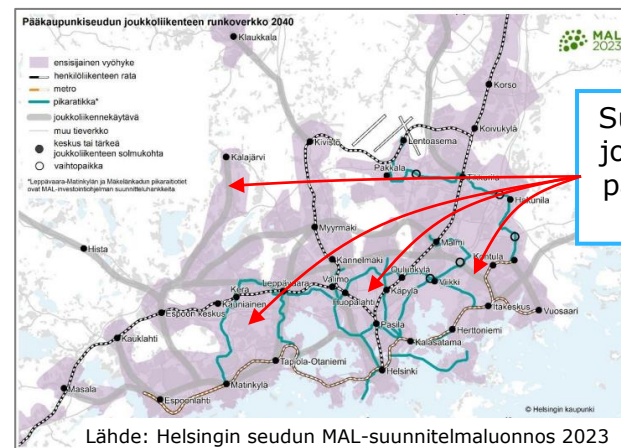 Pääkaupunkiseudun joukkoliikenteen runkoverkko 2040
MAL
2023
ensisijainen vyöhyke
henkilöliikenteen rata
metro
pikaratikka*
joukkoliikennekäytävä
muu tieverkko
keskus tai tärkeä
joukkoliikenteen solmukohta
vaihtopaikka
*Leppävaara-Matinkylän ja Mäkelänkadun pikaraitiotiet
ovat MAL-investointiohjelman suunnitteluhankkeita
Klaukkala
Korso
Koivukylä
Lentoasema
Kivistö
Kalajärvi
Pakkala
Tikkurila
Hakunila
Myyrmäki
Malmi
Hista
Kannelmäki
Kontula
Oulunkylä
Leppävaara
Valimo
Viikki
Kera
Huopalahti
Käpylä
Kauniainen
Espoon keskus
Itäkeskus
Vuosaari
Pasila
Herttoniemi
Kauklahti
Kalasatama
Tapiola-Otaniemi
Helsinki
Masala
Matinkylä
Espoonlahti
© Helsingin kaupunki
Lähde: Helsingin seudun MAL-suunnitelmaluonnos 2023